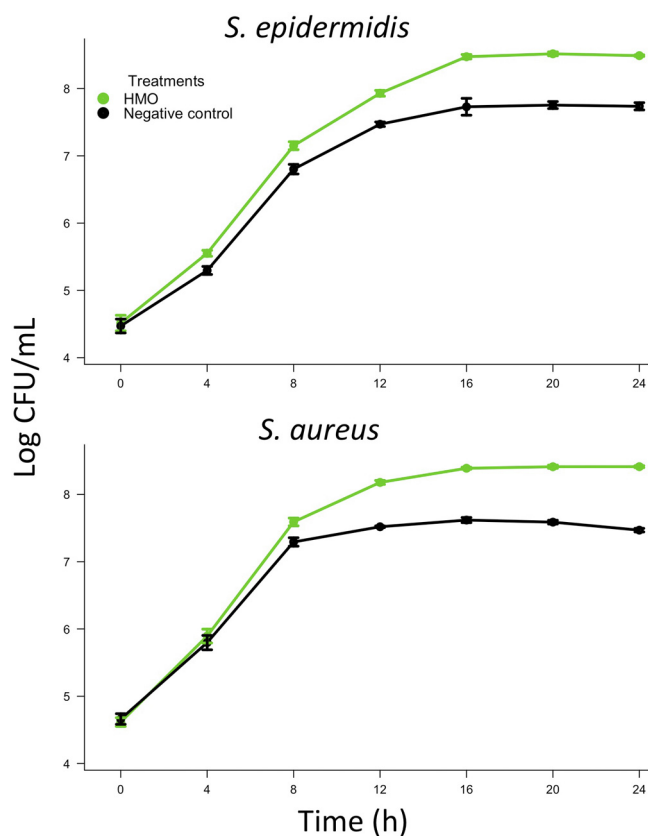 S. epidermidis
8
7
6
5
4
Treatments
HMO
Negative control
0 4 8 12 16 20 24
Log CFU/mL
S. aureus
8
7
6
5
4
0 4 8 12 16 20 24
Time (h)